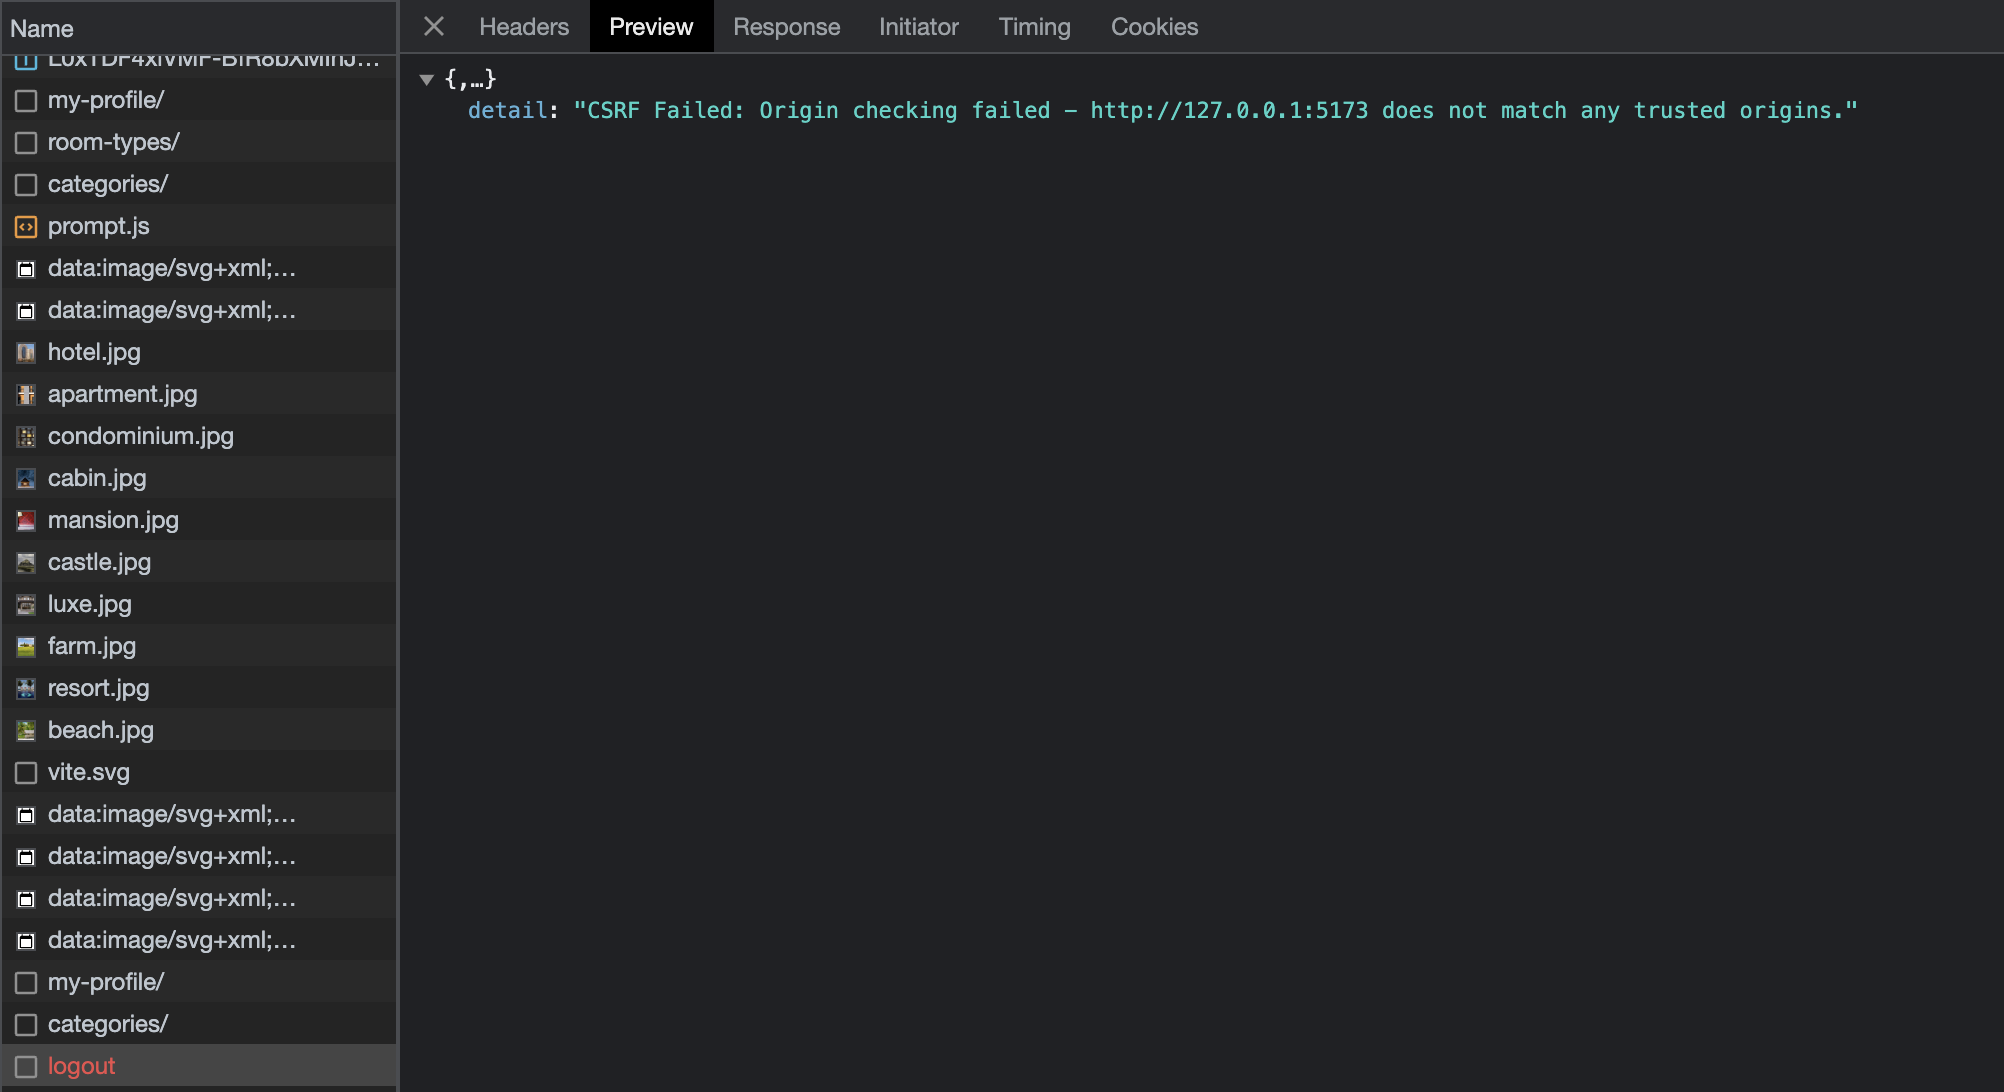 Name
my-profile/
room-types/
categories/
prompt.js
data:image/svg+xml;…
data:image/svg+xml;…
hotel.jpg
apartment.jpg
condominium.jpg
cabin.jpg
mansion.jpg
castle.jpg
luxe.jpg
farm.jpg
resort.jpg
beach.jpg
vite.svg
data:image/svg+xml;…
data:image/svg+xml;…
data:image/svg+xml;…
data:image/svg+xml;…
my-profile/
categories/
logout
Headers Preview Response Initiator Timing Cookies
{,…}
detail: "CSRF Failed: Origin checking failed – http://127.0.0.1:5173 does not match any trusted origins."